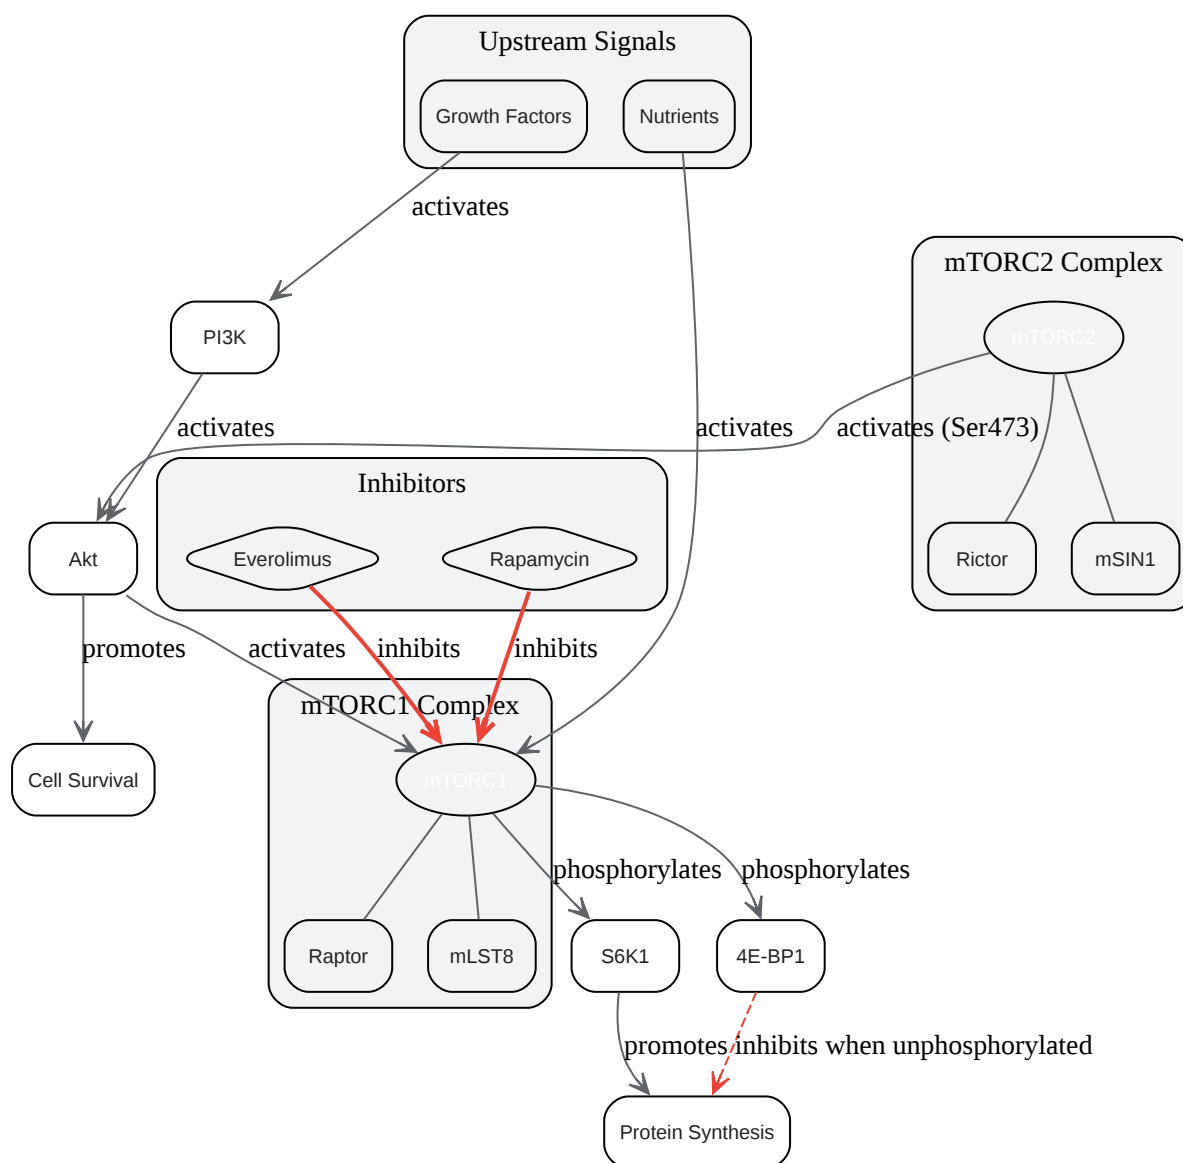 Upstream Signals
Growth Factors
Nutrients
activates
mTORC2 Complex
PI3K
mTORC2
activates
activates
activates (Ser473)
Inhibitors
Everolimus
Rapamycin
Akt
Rictor
mSIN1
promotes
activates
inhibits
inhibits
mTORC1 Complex
Cell Survival
mTORC1
phosphorylates
phosphorylates
Raptor
mLST8
S6K1
4E-BP1
promotes
inhibits when unphosphorylated
Protein Synthesis